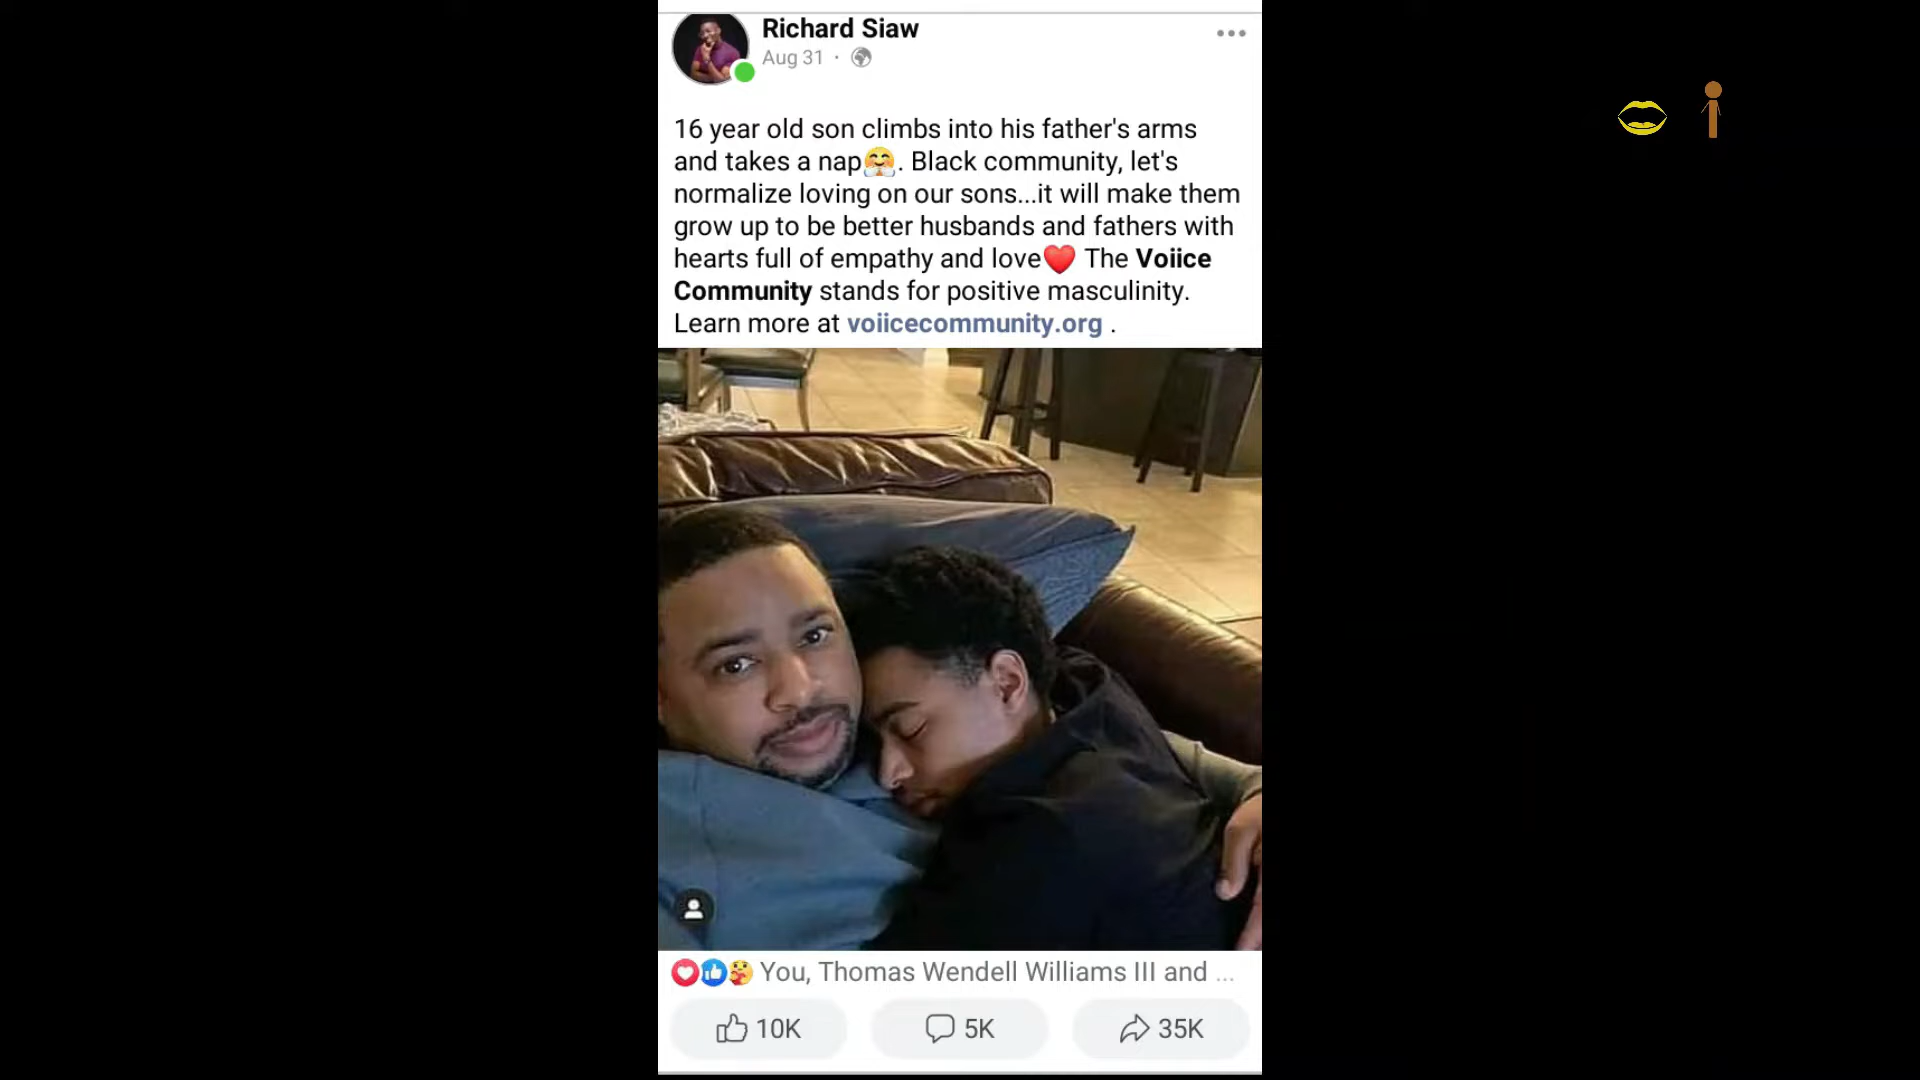 Richard Siaw
Aug 31 ·
16 year old son climbs into his father's arms
and takes a nap🤗. Black community, let's
normalize loving on our sons...it will make them
grow up to be better husbands and fathers with
hearts full of empathy and love❤️ The Voiice
Community stands for positive masculinity.
Learn more at voiicecommunity.org .
You, Thomas Wendell Williams III and ...
10K
5K
35K